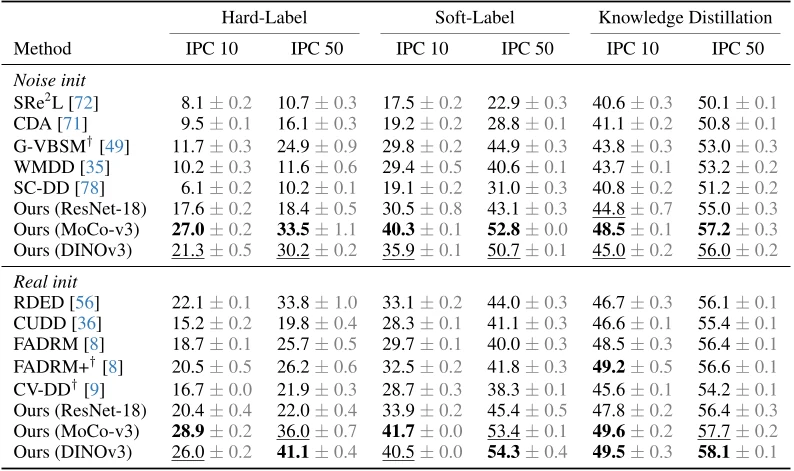 Hard-Label Soft-Label Knowledge Distillation
Method IPC 10 IPC 50 IPC 10 IPC 50 IPC 10 IPC 50
Noise init
SRe²L [72] 8.1 ± 0.2 10.7 ± 0.3 17.5 ± 0.2 22.9 ± 0.3 40.6 ± 0.3 50.1 ± 0.1
CDA [71] 9.5 ± 0.1 16.1 ± 0.3 19.2 ± 0.2 28.8 ± 0.1 41.1 ± 0.2 50.8 ± 0.1
G-VBSM† [49] 11.7 ± 0.3 24.9 ± 0.9 29.8 ± 0.2 44.9 ± 0.3 43.8 ± 0.3 53.0 ± 0.3
WMDD [35] 10.2 ± 0.3 11.6 ± 0.6 29.4 ± 0.5 40.6 ± 0.1 43.7 ± 0.1 53.2 ± 0.2
SC-DD [78] 6.1 ± 0.2 10.2 ± 0.1 19.1 ± 0.2 31.0 ± 0.3 40.8 ± 0.2 51.2 ± 0.2
Ours (ResNet-18) 17.6 ± 0.2 18.4 ± 0.5 30.5 ± 0.8 43.1 ± 0.3 44.8 ± 0.7 55.0 ± 0.3
Ours (MoCo-v3) 27.0 ± 0.2 33.5 ± 1.1 40.3 ± 0.1 52.8 ± 0.0 48.5 ± 0.1 57.2 ± 0.3
Ours (DINOv3) 21.3 ± 0.5 30.2 ± 0.2 35.9 ± 0.1 50.7 ± 0.1 45.0 ± 0.2 56.0 ± 0.2
Real init
RDED [56] 22.1 ± 0.1 33.8 ± 1.0 33.1 ± 0.2 44.0 ± 0.3 46.7 ± 0.3 56.1 ± 0.1
CUDD [36] 15.2 ± 0.2 19.8 ± 0.4 28.3 ± 0.1 41.1 ± 0.3 46.6 ± 0.1 55.4 ± 0.1
FADRM [8] 18.7 ± 0.1 25.7 ± 0.5 29.7 ± 0.1 40.0 ± 0.3 48.5 ± 0.3 56.4 ± 0.1
FADRM+† [8] 20.5 ± 0.5 26.2 ± 0.6 32.5 ± 0.2 41.8 ± 0.3 49.2 ± 0.5 56.6 ± 0.1
CV-DD† [9] 16.7 ± 0.0 21.9 ± 0.3 28.7 ± 0.3 38.3 ± 0.1 45.6 ± 0.1 54.2 ± 0.1
Ours (ResNet-18) 20.4 ± 0.4 22.0 ± 0.4 33.9 ± 0.2 45.4 ± 0.5 47.8 ± 0.2 56.4 ± 0.3
Ours (MoCo-v3) 28.9 ± 0.2 36.0 ± 0.7 41.7 ± 0.0 53.4 ± 0.1 49.6 ± 0.2 57.7 ± 0.2
Ours (DINOv3) 26.0 ± 0.2 41.1 ± 0.4 40.5 ± 0.0 54.3 ± 0.4 49.5 ± 0.3 58.1 ± 0.1